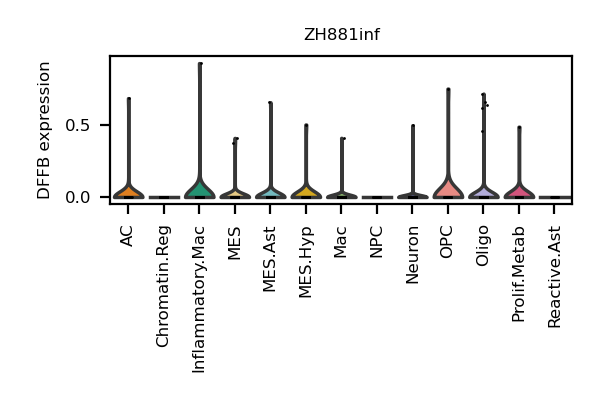 ZH881inf
DFFB expression
0.5
0.0
AC
Chromatin.Reg
Inflammatory.Mac
MES
MES.Ast
MES.Hyp
Mac
NPC
Neuron
OPC
Oligo
Prolif.Metab
Reactive.Ast